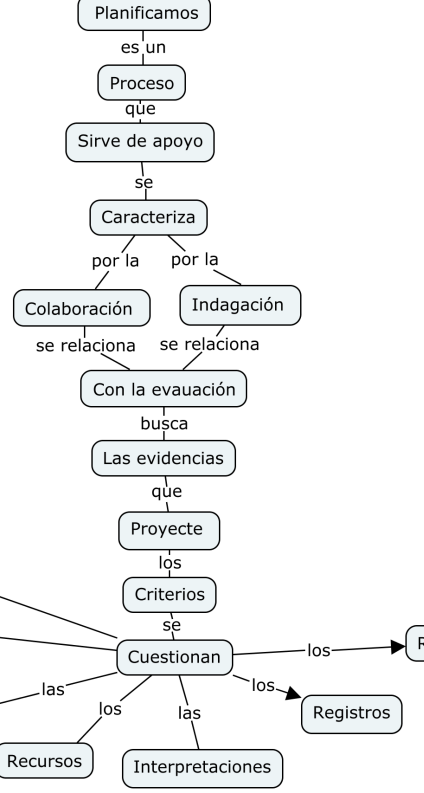 Planificamos
es un
Proceso
que
Sirve de apoyo
se
Caracteriza
por la
por la
Colaboración
Indagación
se relaciona
se relaciona
Con la evauación
busca
Las evidencias
que
Proyecte
los
Criterios
se
Cuestionan
los
las
los
los
las
Registros
Recursos
Interpretaciones